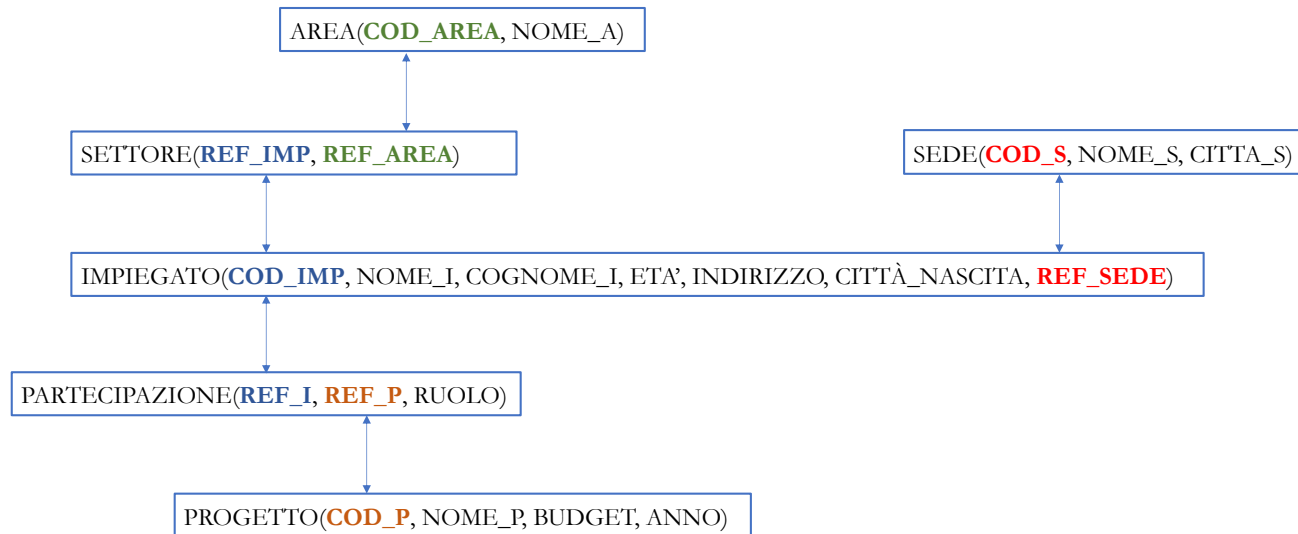 AREA(COD_AREA, NOME_A)
SETTORE(REF_IMP, REF_AREA)
SEDE(COD_S, NOME_S, CITTA_S)
IMPIEGATO(COD_IMP, NOME_I, COGNOME_I, ETA’, INDIRIZZO, CITTÀ_NASCITA, REF_SEDE)
PARTECIPAZIONE(REF_I, REF_P, RUOLO)
PROGETTO(COD_P, NOME_P, BUDGET, ANNO)